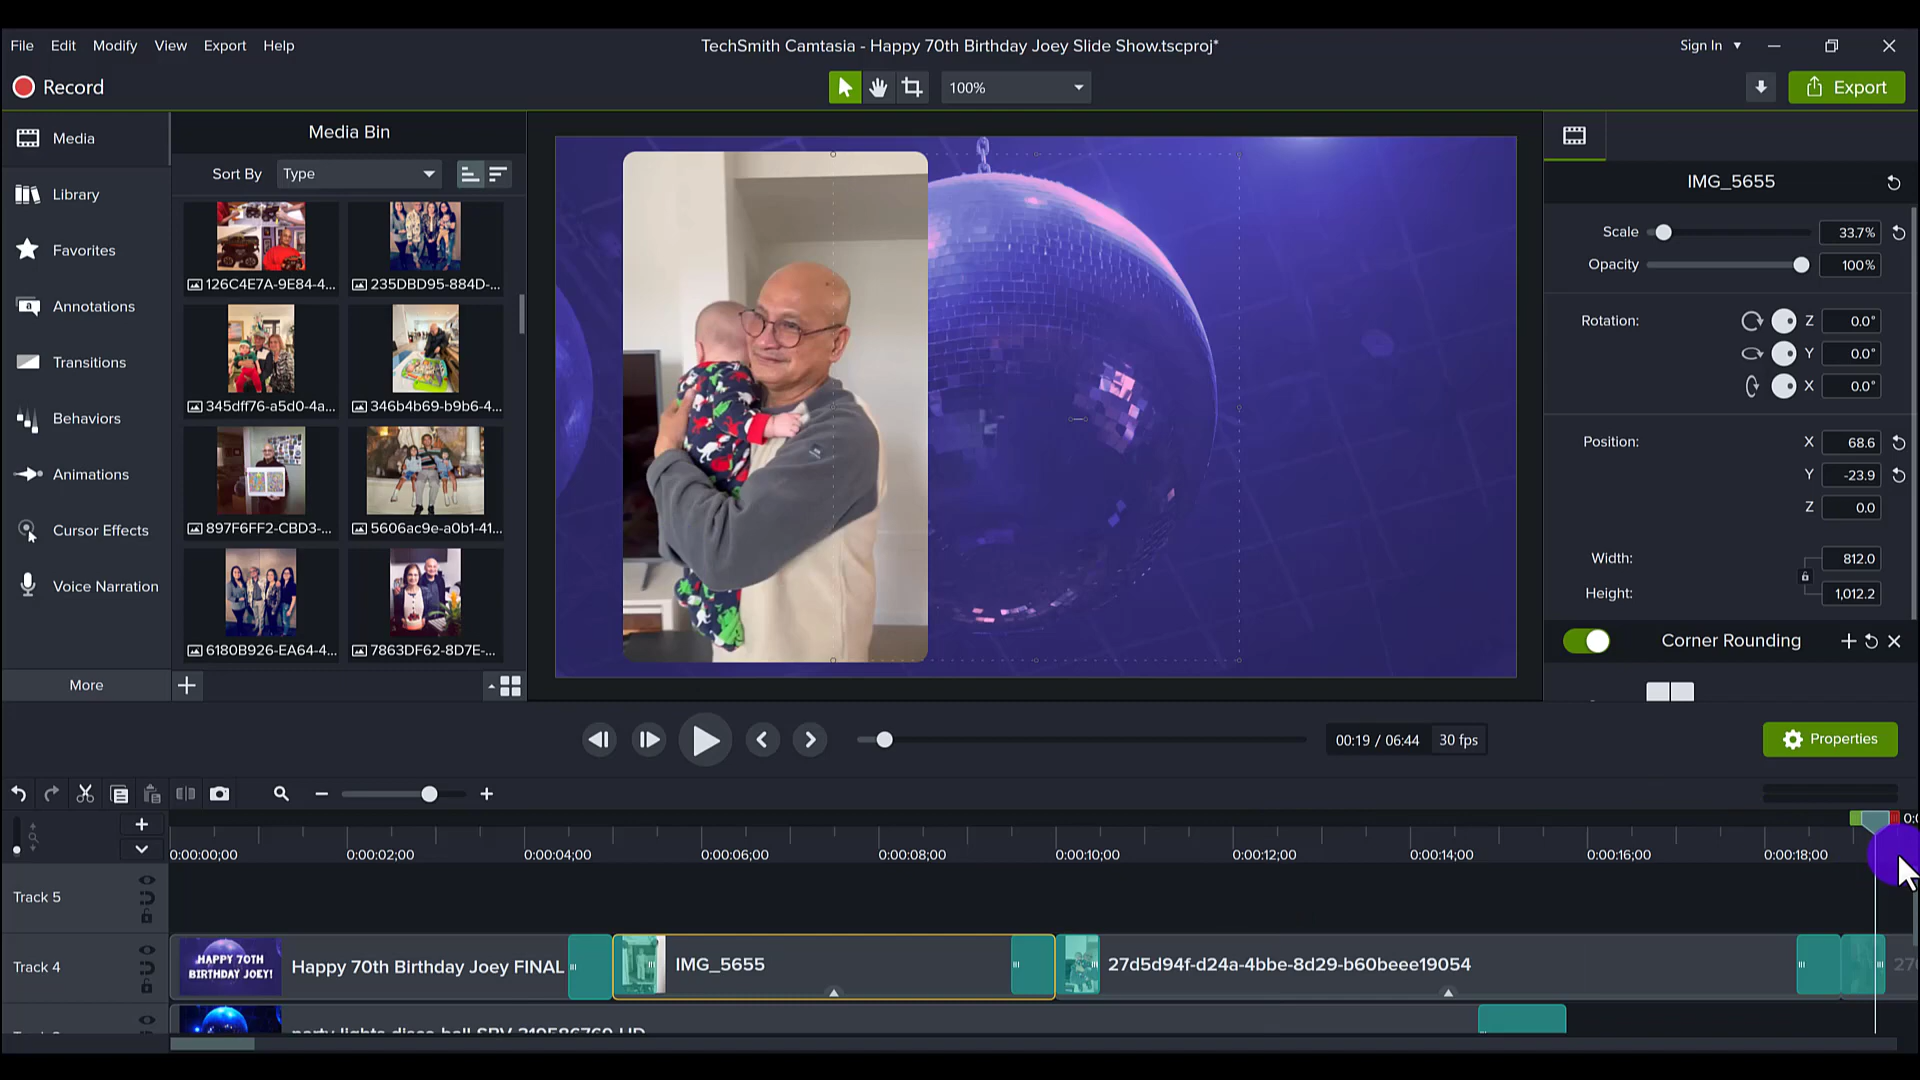 File Edit Modify View Export Help
TechSmith Camtasia - Happy 70th Birthday Joey Slide Show.tscproj*
Sign In
Record
100%
Export
Media
Library
Favorites
Annotations
Transitions
Behaviors
Animations
Cursor Effects
Voice Narration
More
Media Bin
Sort By
Type
126C4E7A-9E84-4...
235DBD95-884D-...
345dff76-a5d0-4a...
346b4b69-b9b6-4...
897F6FF2-CBD3-...
5606ac9e-a0b1-41...
6180B926-EA64-4...
7863DF62-8D7E-...
IMG_5655
Scale 33.7%
Opacity 100%
Rotation: Z 0.0°
Y 0.0°
X 0.0°
Position: X 68.6
Y -23.9
Z 0.0
Width: 812.0
Height: 1,012.2
Corner Rounding
00:19 / 06:44 30 fps
Properties
0:00:00;00 0:00:02;00 0:00:04;00 0:00:06;00 0:00:08;00 0:00:10;00 0:00:12;00 0:00:14;00 0:00:16;00 0:00:18;00
Track 5
Track 4
HAPPY 70TH
BIRTHDAY JOEY!
Happy 70th Birthday Joey FINAL
IMG_5655
27d5d94f-d24a-4bbe-8d29-b60beee19054